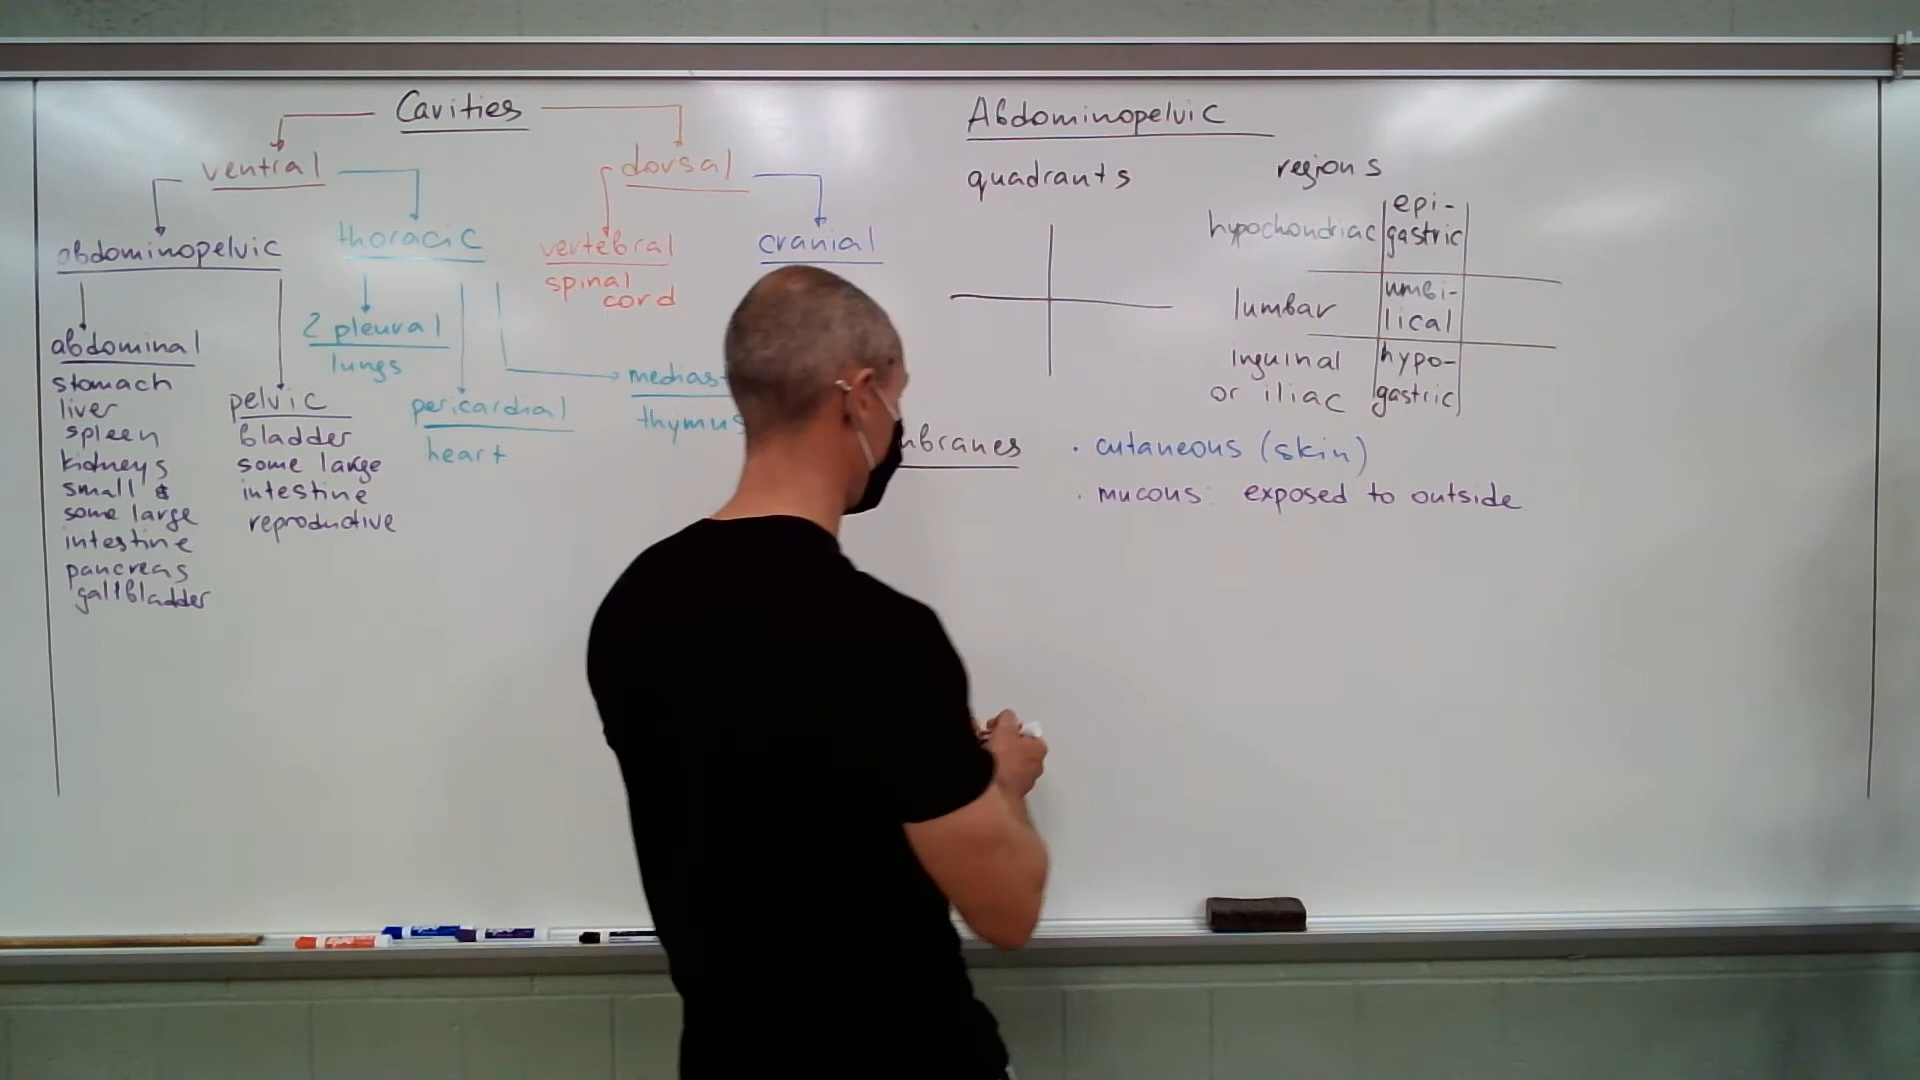 Cavities
ventral
dorsal
abdominopelvic
thoracic
vertebral
spinal
cord
cranial
2 pleural
lungs
pericardial
heart
thymus
abdominal
stomach
liver
spleen
kidneys
small &
some large
intestine
pancreas
gallbladder
pelvic
bladder
some large
intestine
reproductive
Abdominopelvic
quadrants
regions
hypochondriac
epi-
gastric
lumbar
umbi-
lical
Inguinal
or iliac
hypo-
gastric
· cutaneous (skin)
· mucous: exposed to outside